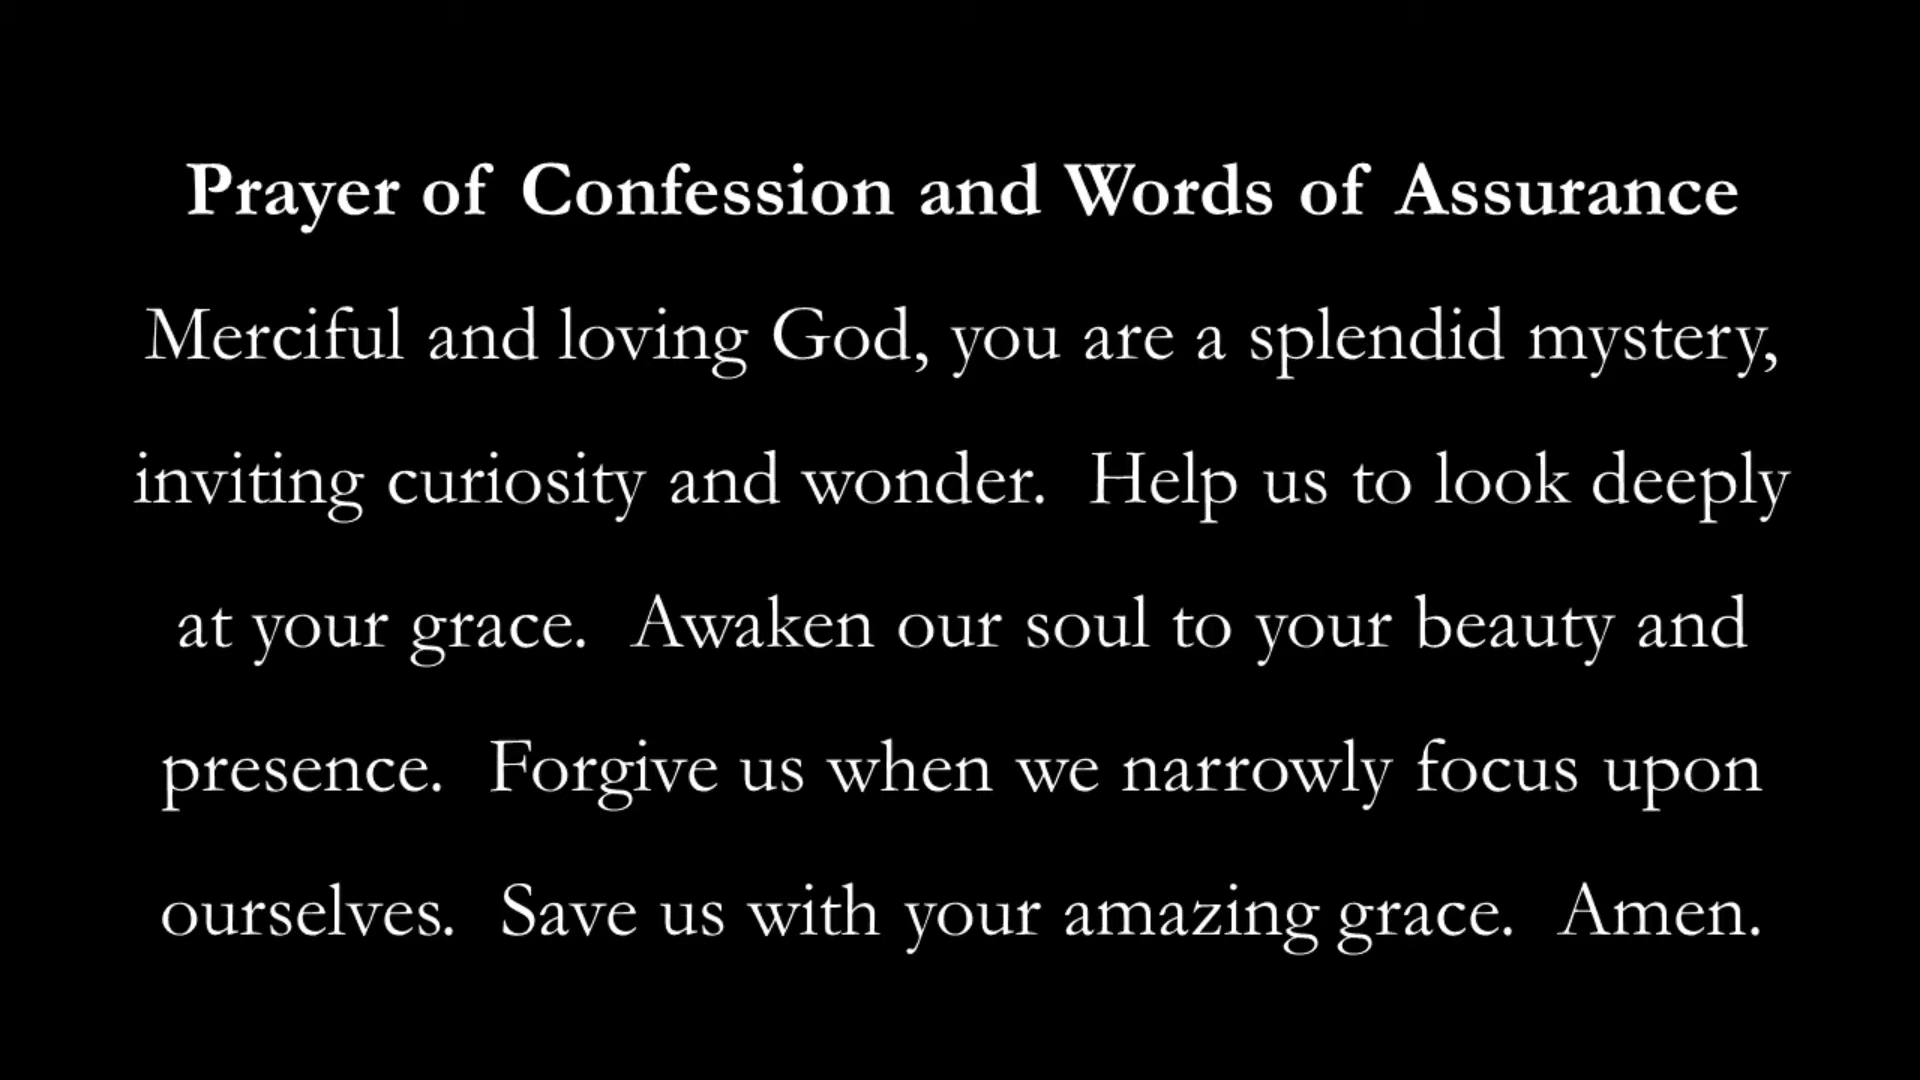 Prayer of Confession and Words of Assurance
Merciful and loving God, you are a splendid mystery,
inviting curiosity and wonder.  Help us to look deeply
at your grace.  Awaken our soul to your beauty and
presence.  Forgive us when we narrowly focus upon
ourselves.  Save us with your amazing grace.  Amen.